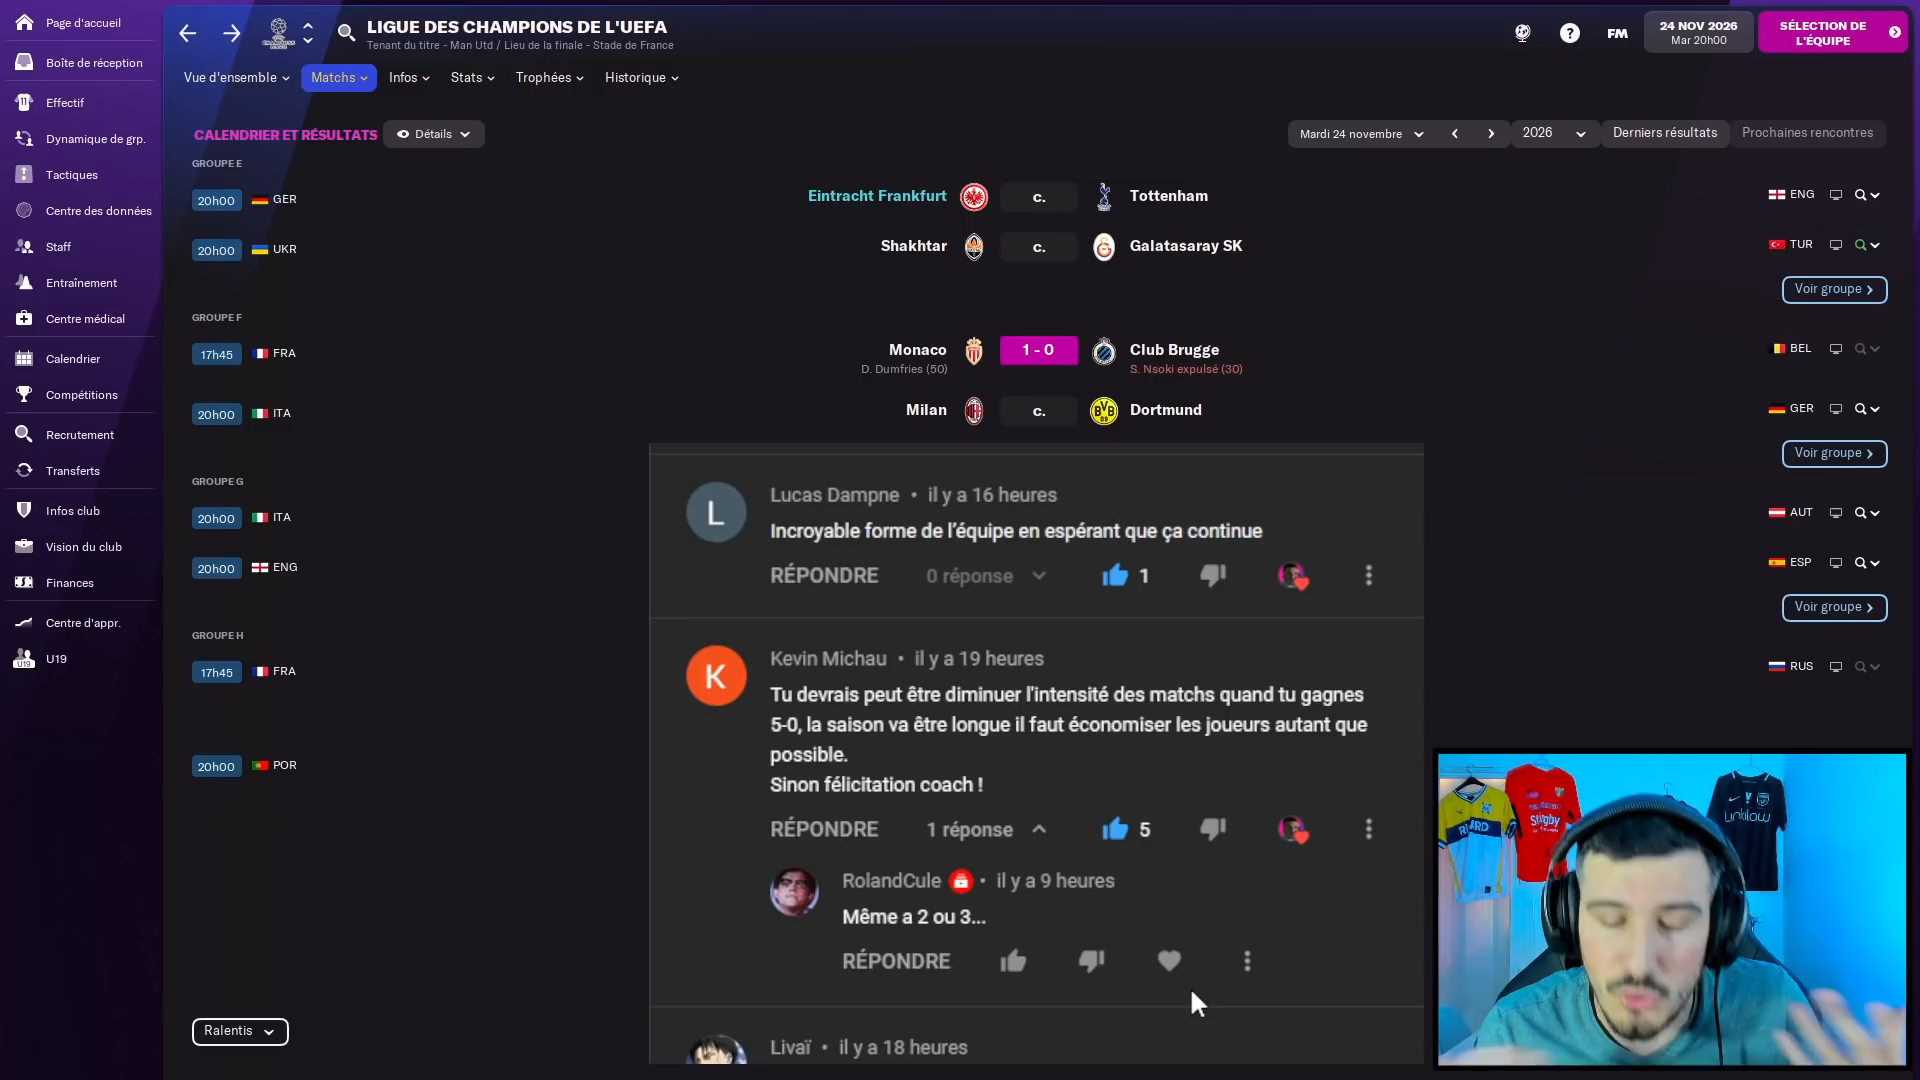 Page d'accueil
Boîte de réception
Effectif
Dynamique de grp.
Tactiques
Centre des données
Staff
Entraînement
Centre médical
Calendrier
Compétitions
Recrutement
Transferts
Infos club
Vision du club
Finances
Centre d'appr.
U19
LIGUE DES CHAMPIONS DE L'UEFA
Tenant du titre - Man Utd / Lieu de la finale - Stade de France
FM
24 NOV 2026
Mar 20h00
SÉLECTION DE
L'ÉQUIPE
Vue d'ensemble
Matchs
Infos
Stats
Trophées
Historique
CALENDRIER ET RÉSULTATS
Détails
Mardi 24 novembre
2026
Derniers résultats
Prochaines rencontres
GROUPE E
20h00 GER Eintracht Frankfurt c. Tottenham ENG
20h00 UKR Shakhtar c. Galatasaray SK TUR
Voir groupe
GROUPE F
17h45 FRA Monaco 1 - 0 Club Brugge BEL
D. Dumfries (50) S. Nsoki expulsé (30)
20h00 ITA Milan c. Dortmund GER
Voir groupe
GROUPE G
20h00 ITA AUT
20h00 ENG ESP
Voir groupe
GROUPE H
17h45 FRA RUS
20h00 POR
Ralentis
L
Lucas Dampne • il y a 16 heures
Incroyable forme de l'équipe en espérant que ça continue
RÉPONDRE 0 réponse 1
K
Kevin Michau • il y a 19 heures
Tu devrais peut être diminuer l'intensité des matchs quand tu gagnes
5-0, la saison va être longue il faut économiser les joueurs autant que
possible.
Sinon félicitation coach !
RÉPONDRE 1 réponse 5
RolandCule • il y a 9 heures
Même a 2 ou 3...
RÉPONDRE
Livaï • il y a 18 heures